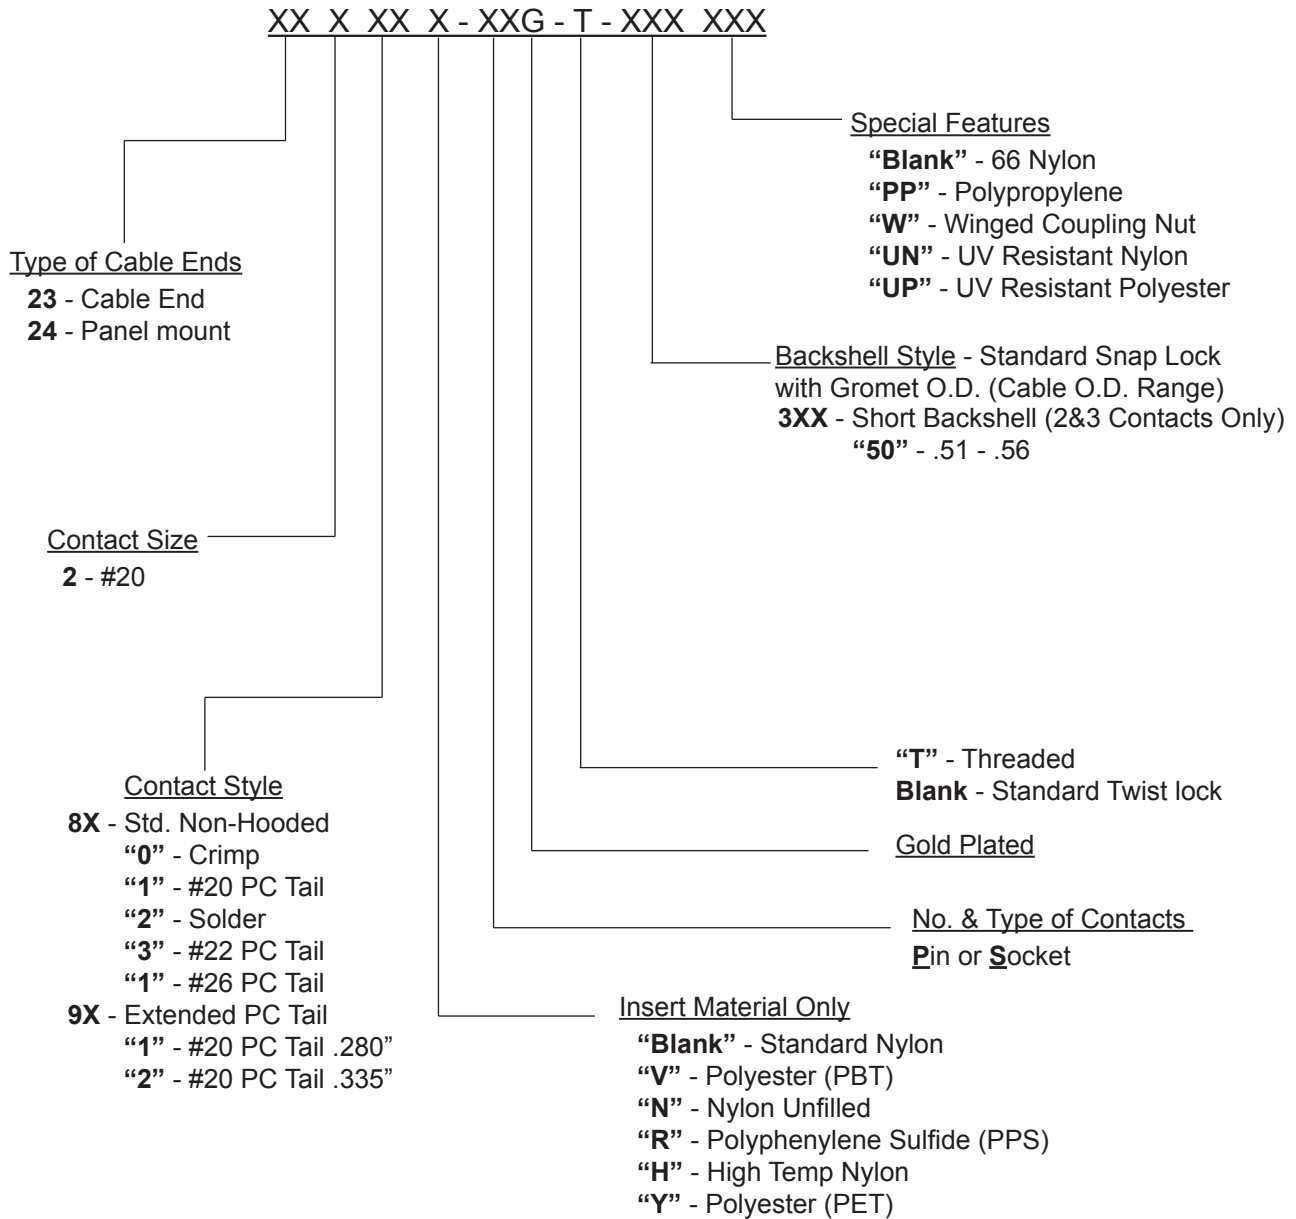 XX X XX X - XXG - T - XXX XXX
Special Features
“Blank” - 66 Nylon
“PP” - Polypropylene
“W” - Winged Coupling Nut
“UN” - UV Resistant Nylon
“UP” - UV Resistant Polyester
Type of Cable Ends
23 - Cable End
24 - Panel mount
Backshell Style - Standard Snap Lock
with Gromet O.D. (Cable O.D. Range)
3XX - Short Backshell (2&3 Contacts Only)
“50” - .51 - .56
Contact Size
2 - #20
“T” - Threaded
Blank - Standard Twist lock
Gold Plated
No. & Type of Contacts
Pin or Socket
Contact Style
8X - Std. Non-Hooded
“0” - Crimp
“1” - #20 PC Tail
“2” - Solder
“3” - #22 PC Tail
“1” - #26 PC Tail
9X - Extended PC Tail
“1” - #20 PC Tail .280”
“2” - #20 PC Tail .335”
Insert Material Only
“Blank” - Standard Nylon
“V” - Polyester (PBT)
“N” - Nylon Unfilled
“R” - Polyphenylene Sulfide (PPS)
“H” - High Temp Nylon
“Y” - Polyester (PET)